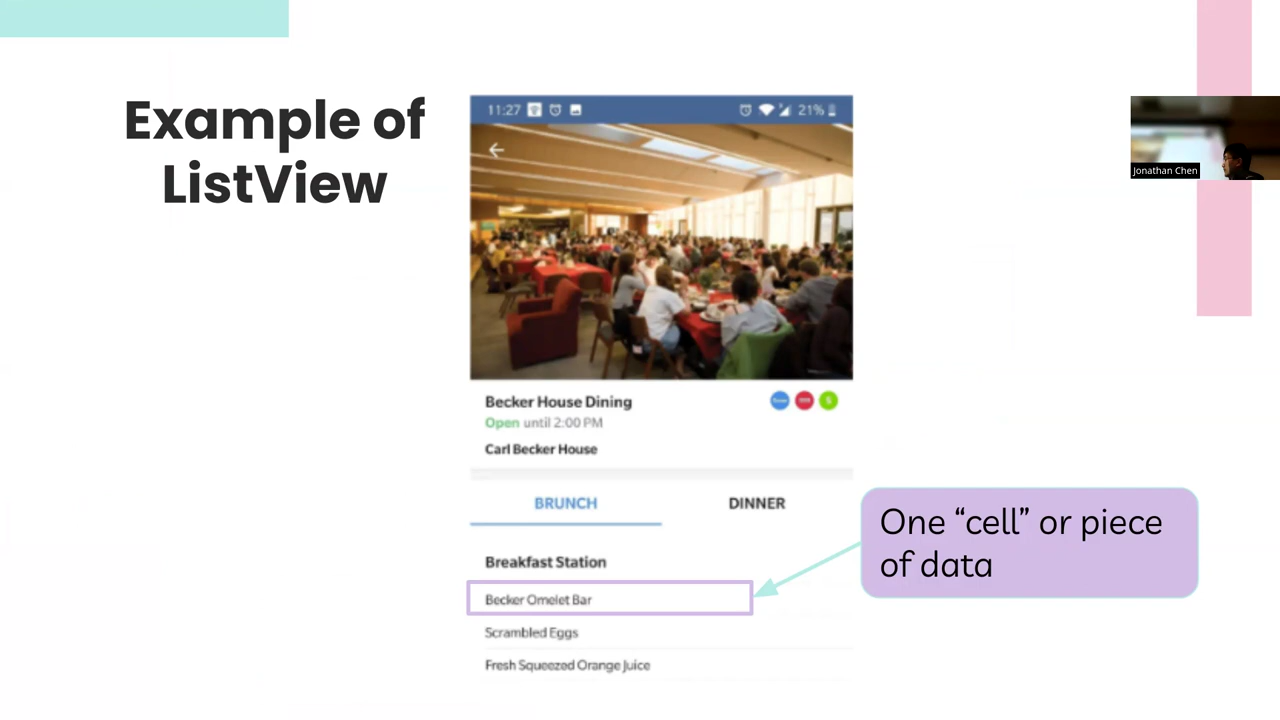 Example of
ListView
11:27
21%
Jonathan Chen
Becker House Dining
Open until 2:00 PM
Carl Becker House
BRUNCH
DINNER
One “cell” or piece
of data
Breakfast Station
Becker Omelet Bar
Scrambled Eggs
Fresh Squeezed Orange Juice